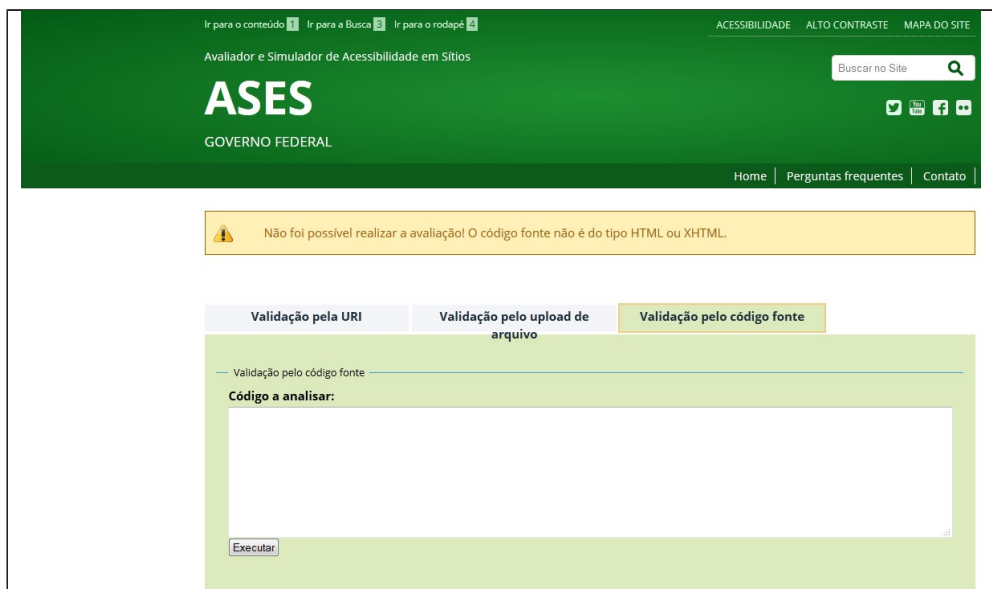 Ir para o conteúdo 1 Ir para a Busca 3 Ir para o rodapé 4
ACESSIBILIDADE ALTO CONTRASTE MAPA DO SITE
Avaliador e Simulador de Acessibilidade em Sítios
Buscar no Site
ASES
You Tube
GOVERNO FEDERAL
Home Perguntas frequentes Contato
Não foi possível realizar a avaliação! O código fonte não é do tipo HTML ou XHTML.
Validação pela URI
Validação pelo upload de
arquivo
Validação pelo código fonte
Validação pelo código fonte
Código a analisar:
Executar